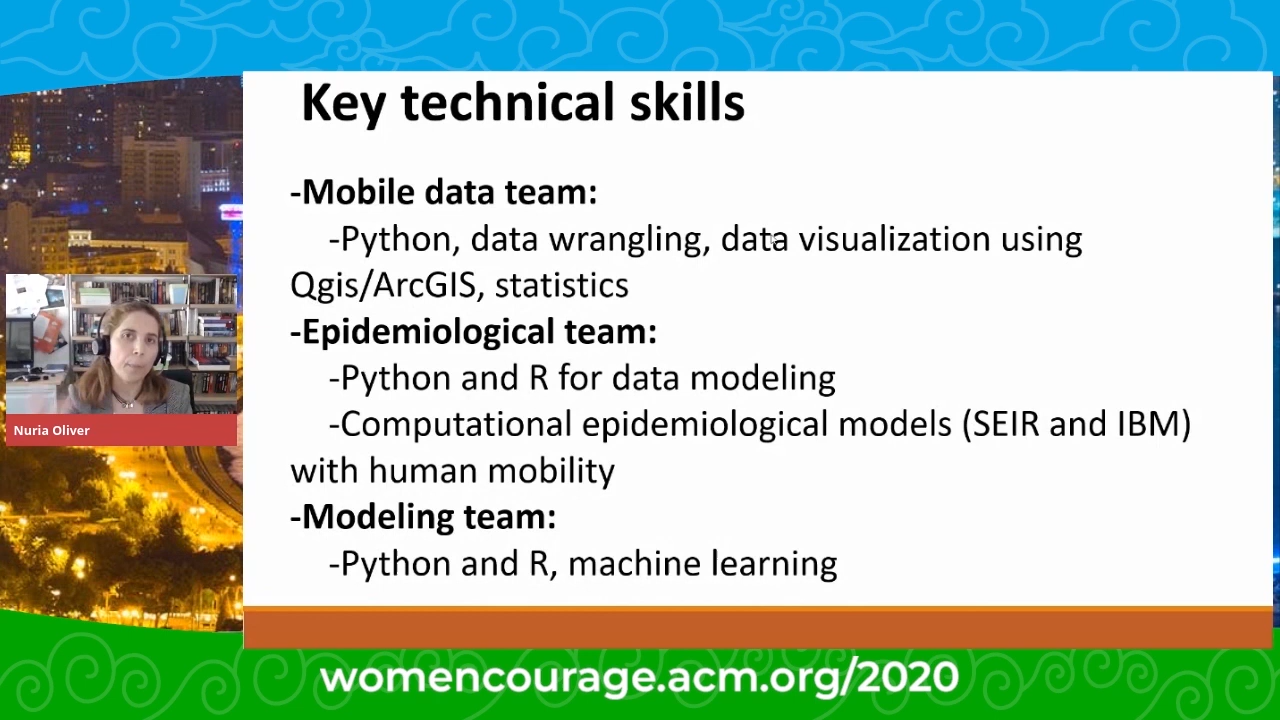 Key technical skills
-Mobile data team:
-Python, data wrangling, data visualization using
Qgis/ArcGIS, statistics
-Epidemiological team:
-Python and R for data modeling
-Computational epidemiological models (SEIR and IBM)
with human mobility
-Modeling team:
-Python and R, machine learning
Nuria Oliver
womencourage.acm.org/2020